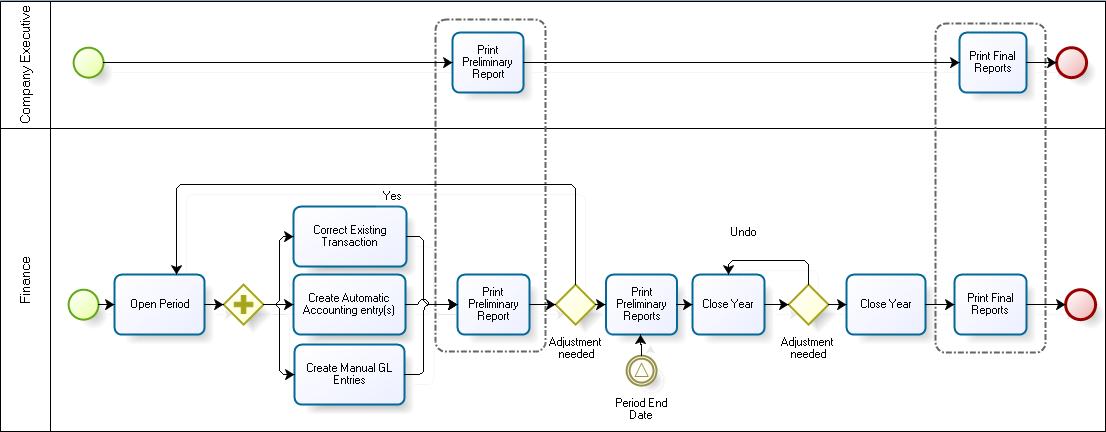 Company Executive
Print
Preliminary
Report
Print Final
Reports
Finance
Yes
Correct Existing
Transaction
Undo
Open Period
Create Automatic
Accounting entry(s)
Print
Preliminary
Report
Print
Preliminary
Reports
Close Year
Close Year
Print Final
Reports
Adjustment
needed
Adjustment
needed
Create Manual GL
Entries
Period End
Date